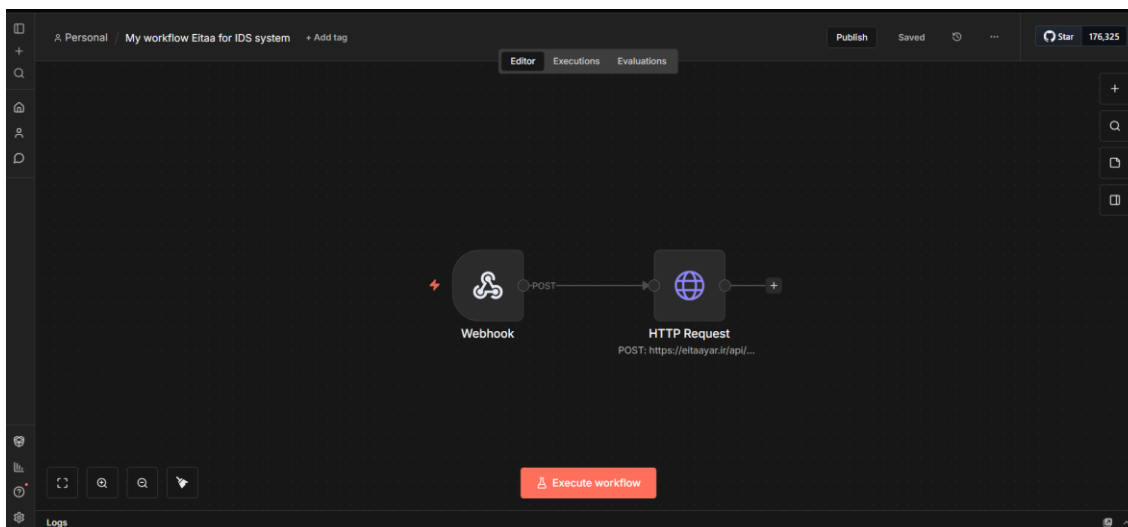 Personal / My workflow Eitaa for IDS system + Add tag
Publish Saved ... Star 176,325
Editor Executions Evaluations
POST
Webhook
HTTP Request
POST: https://eitaayar.ir/api/...
Execute workflow
Logs